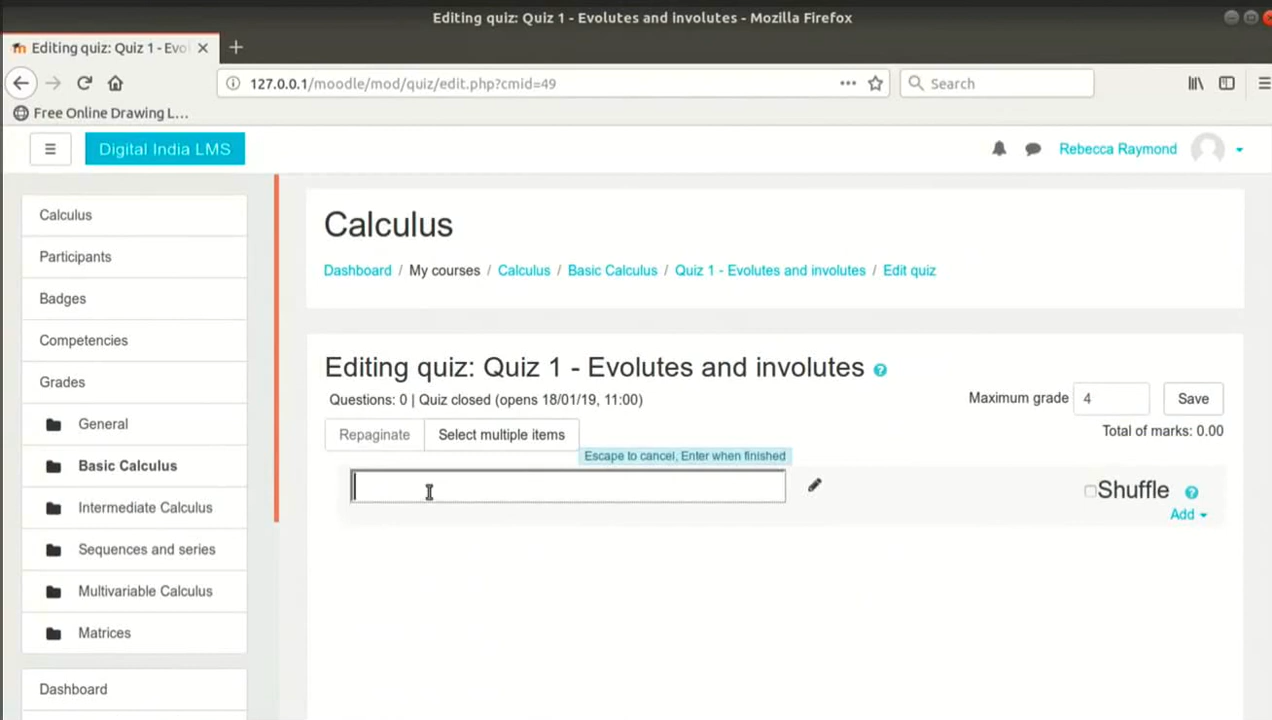 Editing quiz: Quiz 1 - Evolutes and involutes - Mozilla Firefox
Editing quiz: Quiz 1 - Evo
127.0.0.1/moodle/mod/quiz/edit.php?cmid=49
Search
Free Online Drawing L...
Digital India LMS
Rebecca Raymond
Calculus
Participants
Badges
Competencies
Grades
General
Basic Calculus
Intermediate Calculus
Sequences and series
Multivariable Calculus
Matrices
Dashboard
Calculus
Dashboard / My courses / Calculus / Basic Calculus / Quiz 1 - Evolutes and involutes / Edit quiz
Editing quiz: Quiz 1 - Evolutes and involutes
Questions: 0 | Quiz closed (opens 18/01/19, 11:00)
Maximum grade 4 Save
Total of marks: 0.00
Repaginate Select multiple items
Escape to cancel, Enter when finished
Shuffle
Add